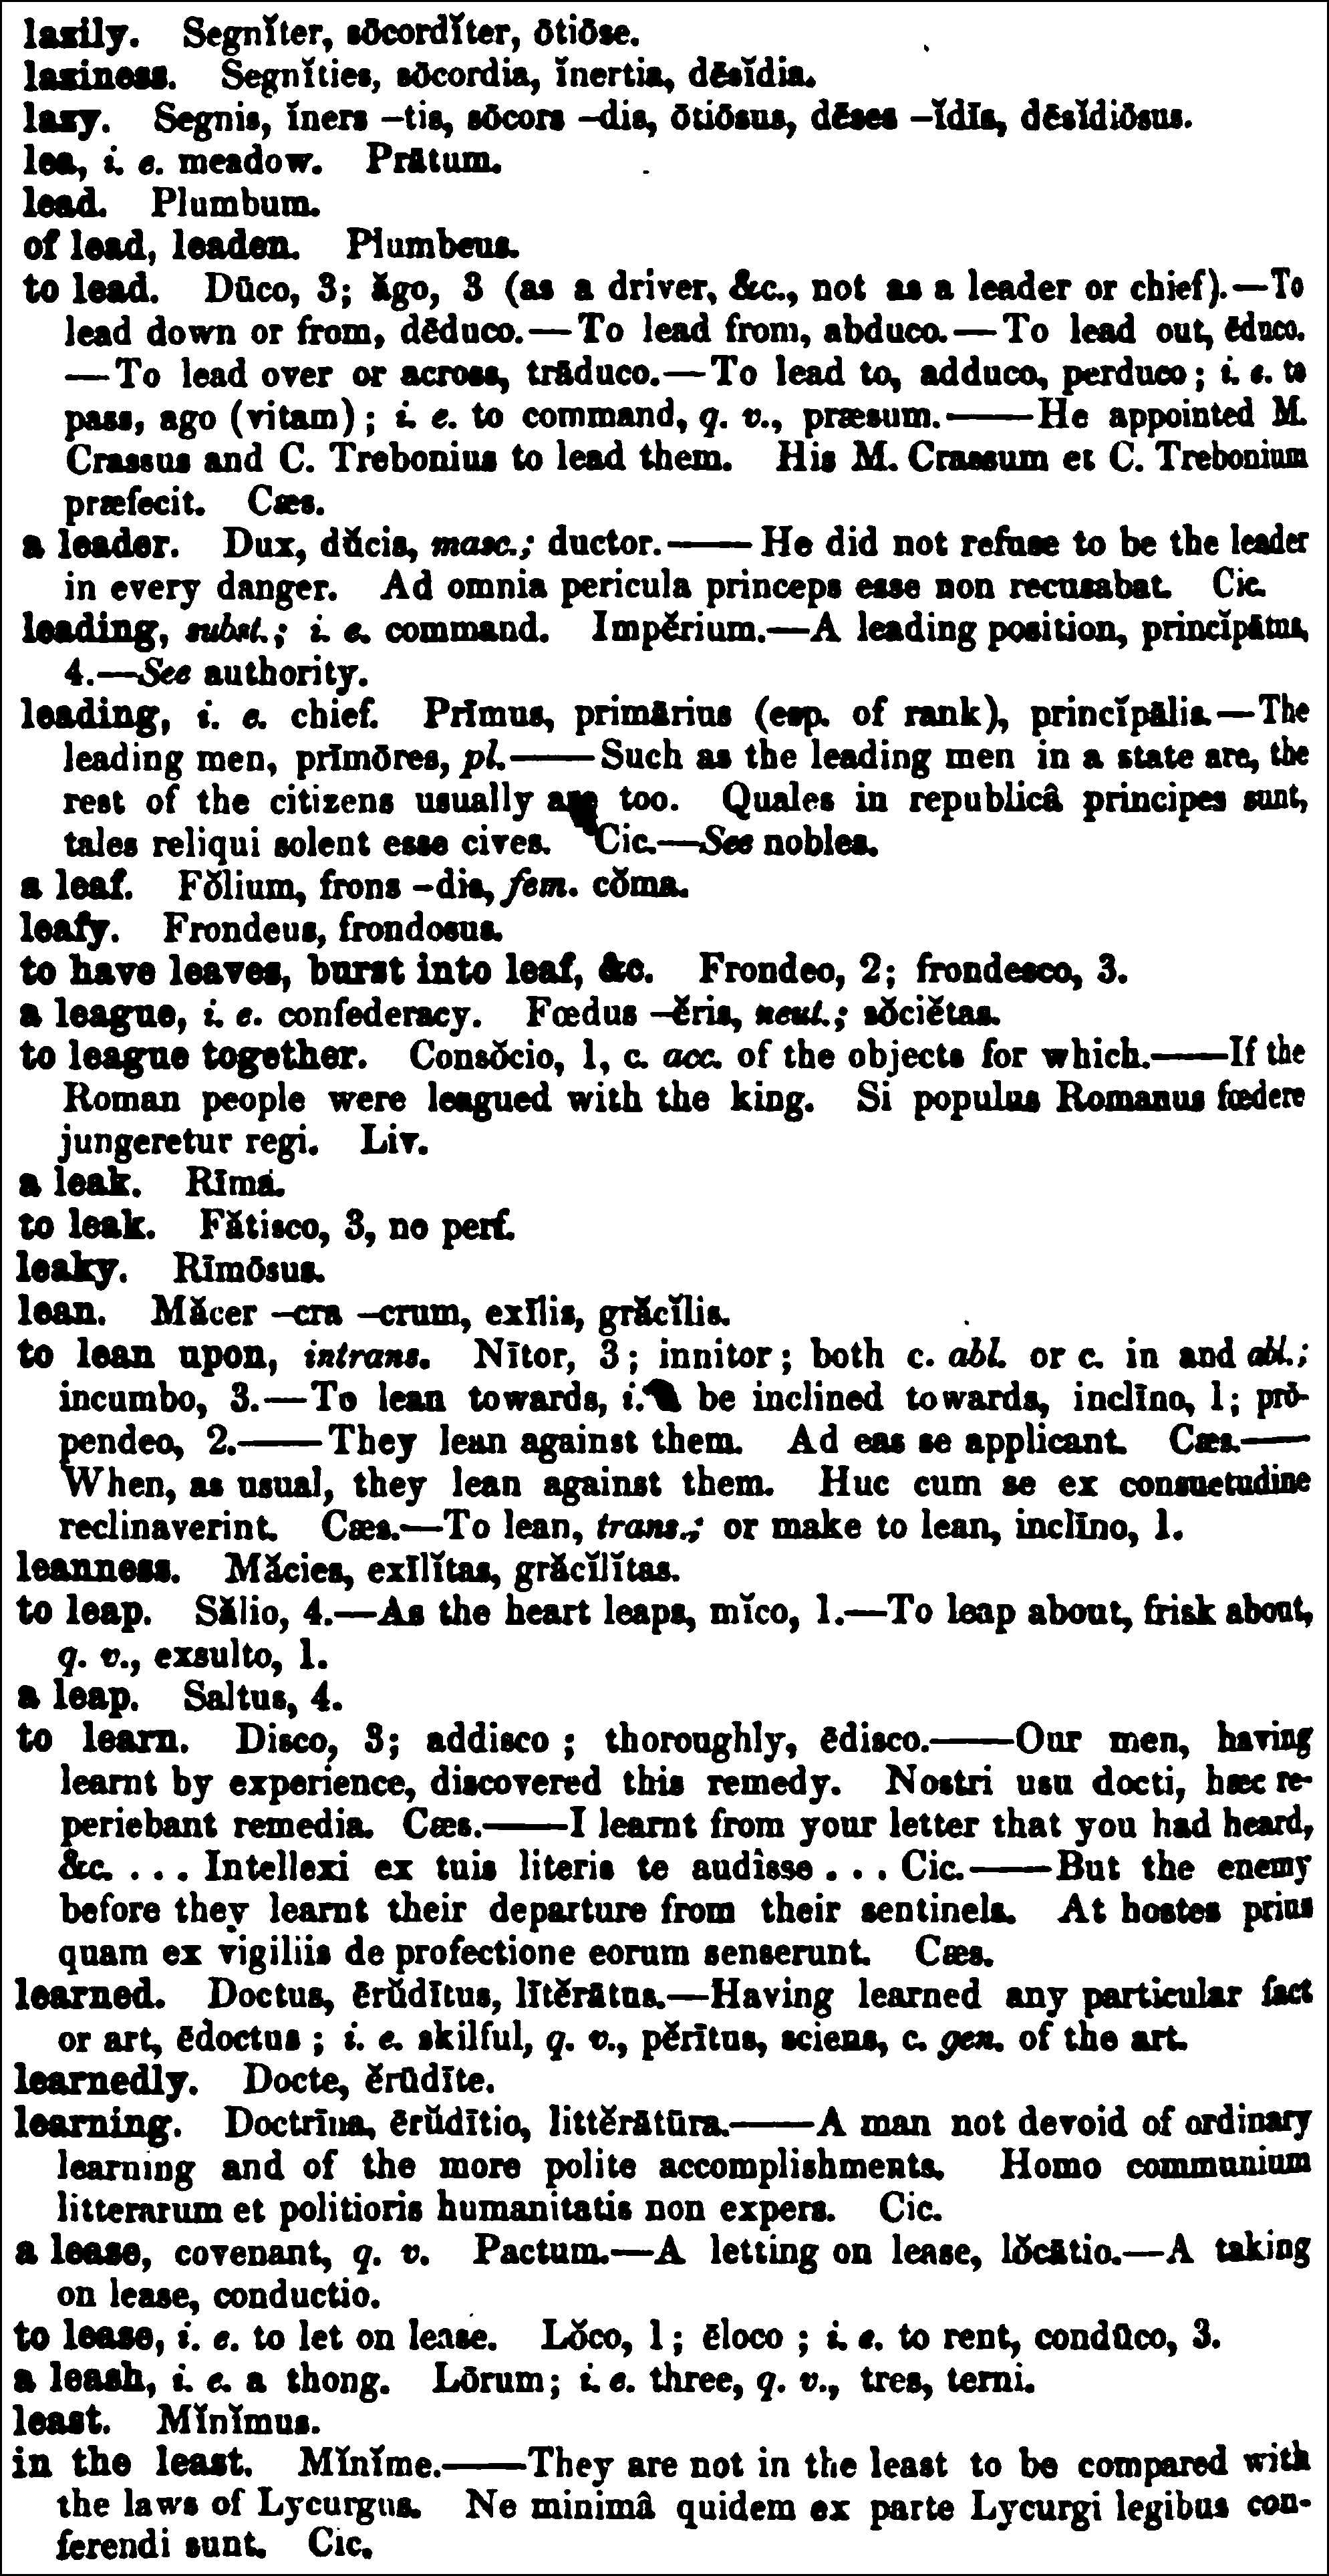 lazily. Segnĭter, sōcordĭter, ōtiōse.
laziness. Segnĭties, sōcordia, ĭnertia, dēsĭdia.
lazy. Segnis, ĭners –tis, sōcors –dis, ōtiōsus, dēses –ĭdĭs, dēsĭdiōsus.
lea, i. e. meadow. Prātum.
lead. Plumbum.
of lead, leaden. Plumbeus.
to lead. Dūco, 3; ăgo, 3 (as a driver, &c., not as a leader or chief).—To
lead down or from, dēduco.—To lead from, abduco.—To lead out, ēduco.
—To lead over or across, trāduco.—To lead to, adduco, perduco; i. e. to
pass, ago (vitam); i. e. to command, q. v., præsum.——He appointed M.
Crassus and C. Trebonius to lead them. His M. Crassum et C. Trebonium
præfecit. Cæs.
a leader. Dux, dŭcis, masc.; ductor.——He did not refuse to be the leader
in every danger. Ad omnia pericula princeps esse non recusabat. Cic.
leading, subst.; i. e. command. Impĕrium.—A leading position, princĭpātus,
4.—See authority.
leading, i. e. chief. Prīmus, primārius (esp. of rank), princĭpālis.—The
leading men, prīmōres, pl.——Such as the leading men in a state are, the
rest of the citizens usually are too. Quales in republicâ principes sunt,
tales reliqui solent esse cives. Cic.—See nobles.
a leaf. Fŏlium, frons –dis, fem. cŏma.
leafy. Frondeus, frondosus.
to have leaves, burst into leaf, &c. Frondeo, 2; frondesco, 3.
a league, i. e. confederacy. Fœdus –ĕris, neut.; sŏciĕtas.
to league together. Consŏcio, 1, c. acc. of the objects for which.——If the
Roman people were leagued with the king. Si populus Romanus fœdere
jungeretur regi. Liv.
a leak. Rīma.
to leak. Fătisco, 3, no perf.
leaky. Rīmōsus.
lean. Măcer –cra –crum, exīlis, grăcĭlis.
to lean upon, intrans. Nītor, 3; innitor; both c. abl. or c. in and abl.;
incumbo, 3.—To lean towards, i. be inclined towards, inclīno, 1; prō-
pendeo, 2.——They lean against them. Ad eas se applicant. Cæs.——
When, as usual, they lean against them. Huc cum se ex consuetudine
reclinaverint. Cæs.—To lean, trans.; or make to lean, inclīno, 1.
leanness. Măcies, exīlĭtas, grăcĭlĭtas.
to leap. Sălio, 4.—As the heart leaps, mĭco, 1.—To leap about, frisk about,
q. v., exsulto, 1.
a leap. Saltus, 4.
to learn. Disco, 3; addisco; thoroughly, ēdisco.——Our men, having
learnt by experience, discovered this remedy. Nostri usu docti, hæc re-
periebant remedia. Cæs.——I learnt from your letter that you had heard,
&c. . . . Intellexi ex tuis literis te audîsse . . . Cic.——But the enemy
before they learnt their departure from their sentinels. At hostes prius
quam ex vigiliis de profectione eorum senserunt. Cæs.
learned. Doctus, ērŭdītus, lītĕrātus.—Having learned any particular fact
or art, ēdoctus; i. e. skilful, q. v., pĕrītus, sciens, c. gen. of the art.
learnedly. Docte, ĕrūdīte.
learning. Doctrīna, ērŭdītio, littĕrātūra.——A man not devoid of ordinary
learning and of the more polite accomplishments. Homo communium
litterarum et politioris humanitatis non expers. Cic.
a lease, covenant, q. v. Pactum.—A letting on lease, lŏcātio.—A taking
on lease, conductio.
to lease, i. e. to let on lease. Lŏco, 1; ēloco; i. e. to rent, condūco, 3.
a leash, i. e. a thong. Lōrum; i. e. three, q. v., tres, terni.
least. Mĭnĭmus.
in the least. Mĭnĭme.——They are not in the least to be compared with
the laws of Lycurgus. Ne minimâ quidem ex parte Lycurgi legibus con-
ferendi sunt. Cic.